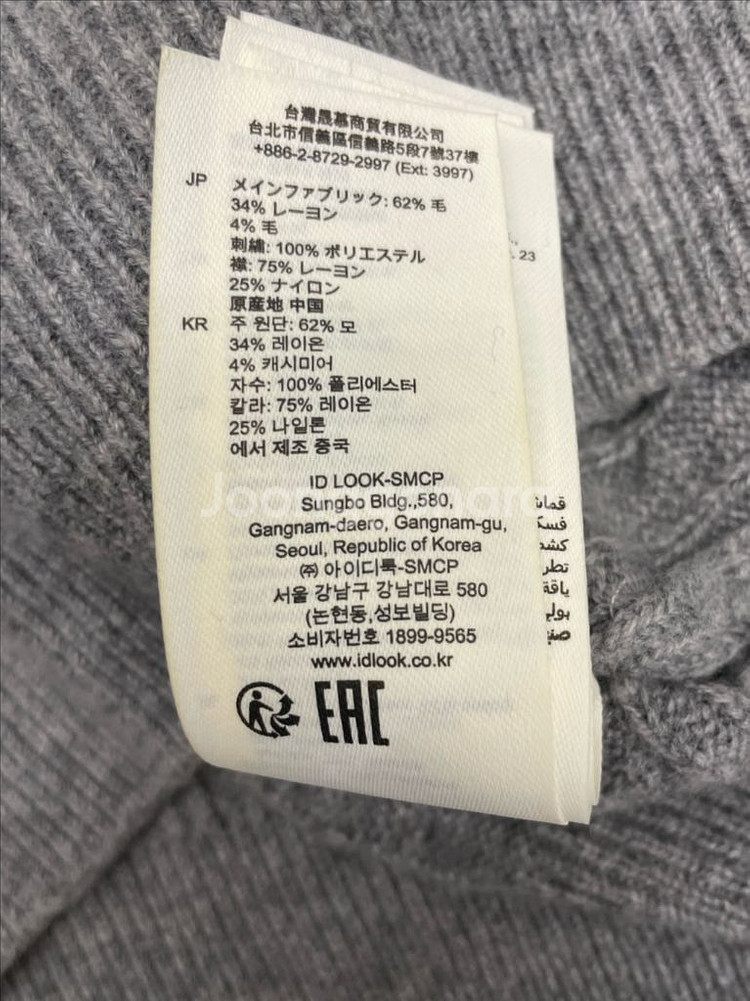 台灣晟慕商貿有限公司
台北市信義區信義路5段7號37樓
+886-2-8729-2997 (Ext: 3997)
JP メインファブリック: 62% 毛
34% レーヨン
4% 毛
刺繍: 100% ポリエステル
襟: 75% レーヨン
25% ナイロン
原産地 中国
KR 주 원단: 62% 모
34% 레이온
4% 캐시미어
자수: 100% 폴리에스터
칼라: 75% 레이온
25% 나일론
에서 제조 중국
ID LOOK-SMCP
Sungbo Bldg.,580,
Gangnam-daero, Gangnam-gu,
Seoul, Republic of Korea
㈜ 아이디룩-SMCP
서울 강남구 강남대로 580
(논현동,성보빌딩)
소비자번호 1899-9565
www.idlook.co.kr
EAC
23